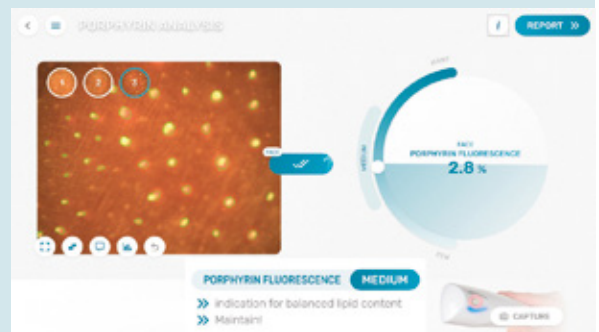 PORPHYRIN ANALYSIS
i
REPORT
1 2 3
FACE
PORPHYRIN FLUORESCENCE
2.8 %
MEDIUM
PORPHYRIN FLUORESCENCE MEDIUM
indication for balanced lipid content
Maintain!
CAPTURE